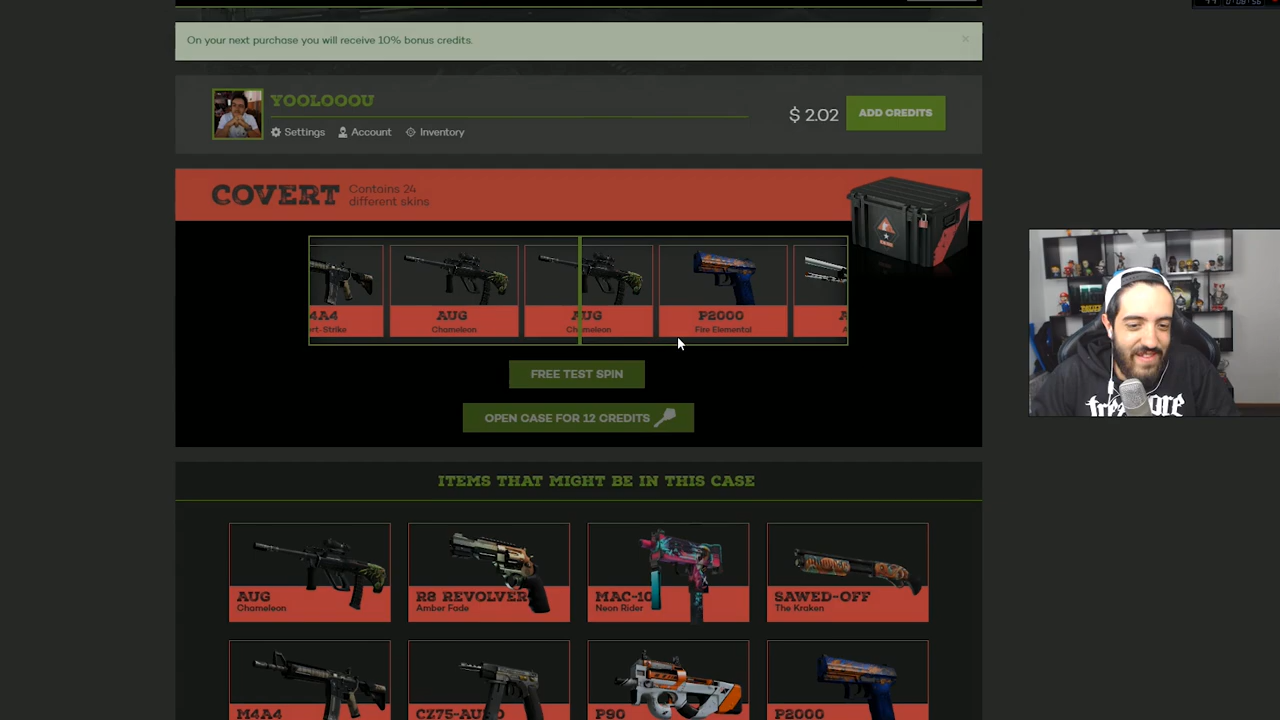 On your next purchase you will receive 10% bonus credits.
×
YOOLOOOU
$ 2.02
ADD CREDITS
Settings
Account
Inventory
COVERT
Contains 24
different skins
4A4
AUG
AUG
P2000
A
rt-Strike
Chameleon
Chameleon
Fire Elemental
A
FREE TEST SPIN
OPEN CASE FOR 12 CREDITS
ITEMS THAT MIGHT BE IN THIS CASE
AUG
Chameleon
R8 REVOLVER
Amber Fade
MAC-10
Neon Rider
SAWED-OFF
The Kraken
M4A4
CZ75-AUTO
P90
P2000